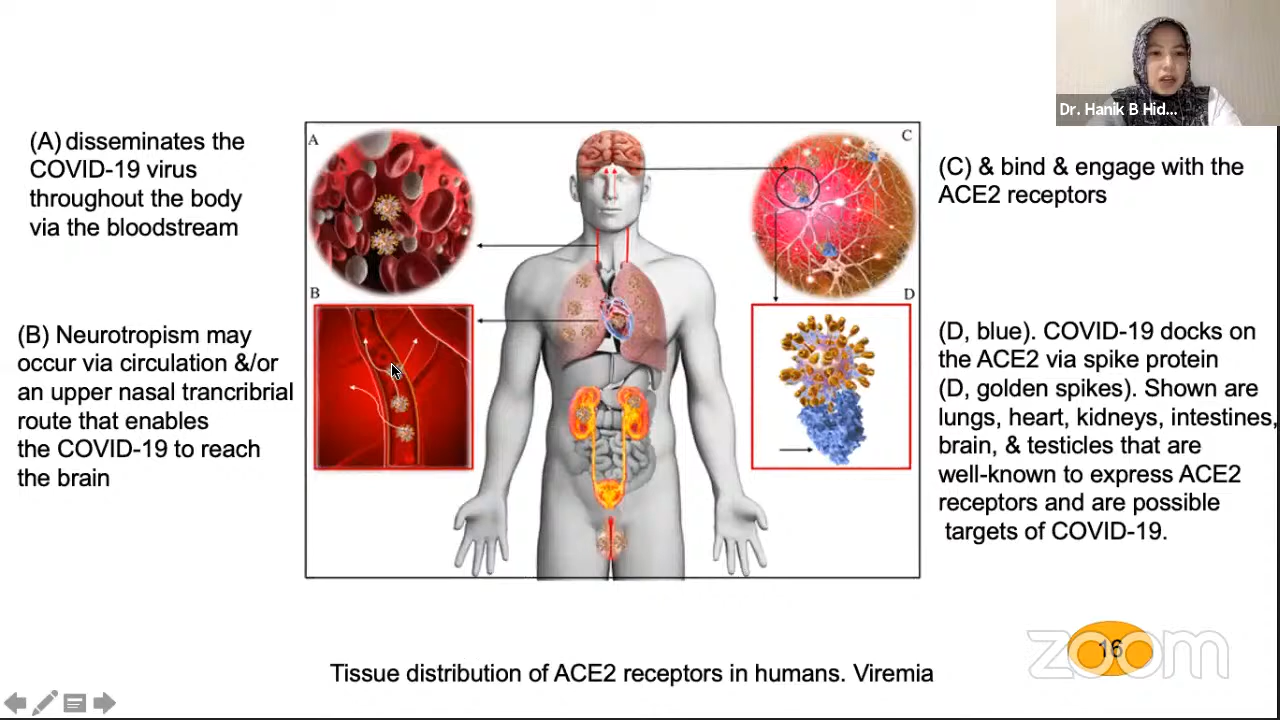 Dr. Hanik B Hid...
(A) disseminates the
COVID-19 virus
throughout the body
via the bloodstream
(B) Neurotropism may
occur via circulation &/or
an upper nasal trancribrial
route that enables
the COVID-19 to reach
the brain
A
B
C
D
(C) & bind & engage with the
ACE2 receptors
(D, blue). COVID-19 docks on
the ACE2 via spike protein
(D, golden spikes). Shown are
lungs, heart, kidneys, intestines,
brain, & testicles that are
well-known to express ACE2
receptors and are possible
targets of COVID-19.
Tissue distribution of ACE2 receptors in humans. Viremia
16
zoom